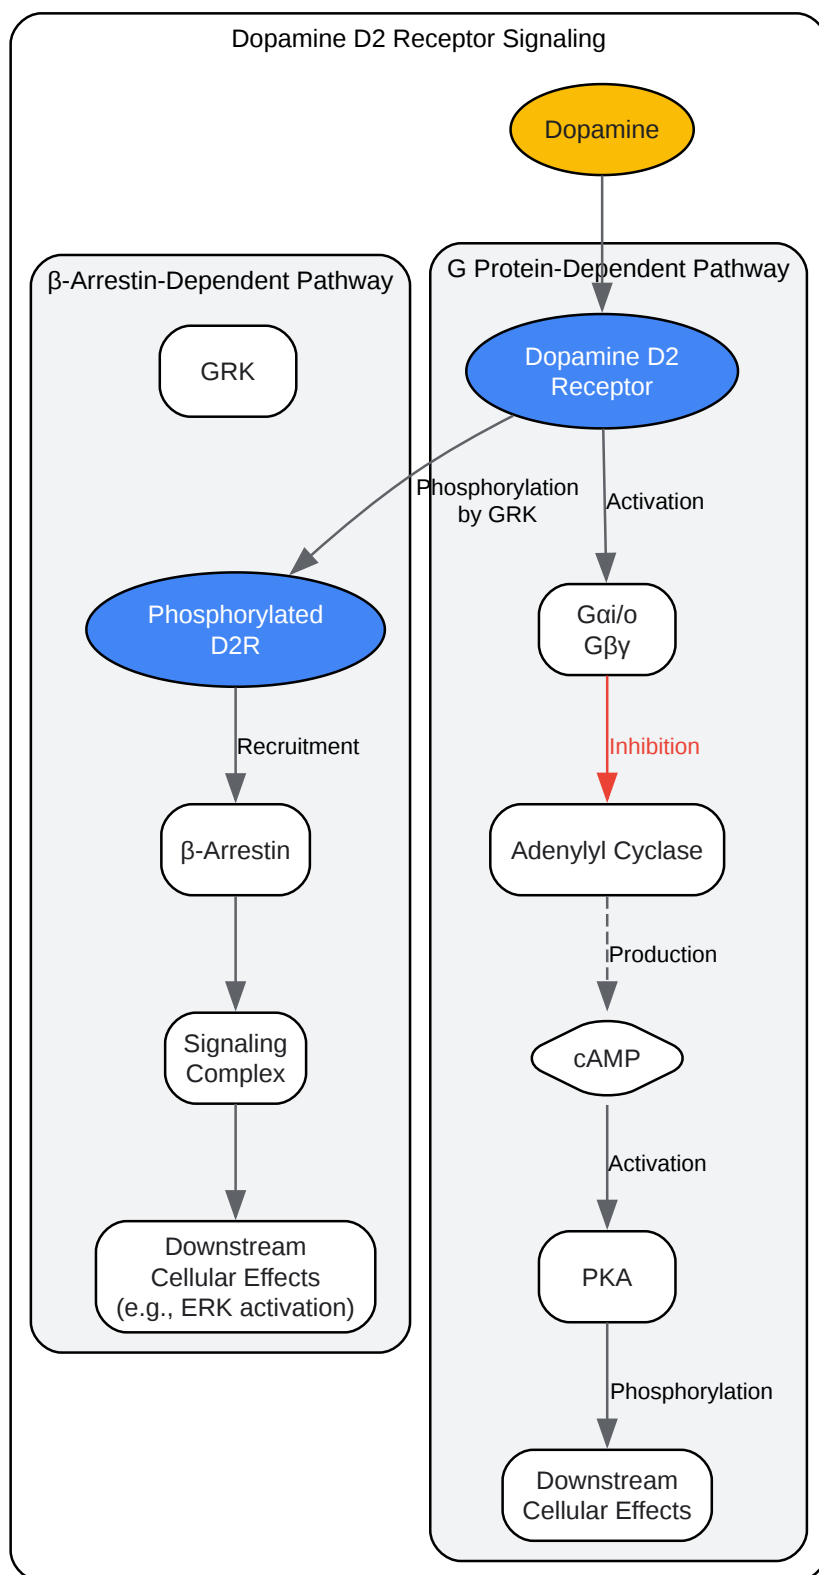 Dopamine D2 Receptor Signaling
Dopamine
β-Arrestin-Dependent Pathway
GRK
Phosphorylation
by GRK
Phosphorylated
D2R
Recruitment
β-Arrestin
Signaling
Complex
Downstream
Cellular Effects
(e.g., ERK activation)
G Protein-Dependent Pathway
Dopamine D2
Receptor
Activation
Gαi/o
Gβγ
Inhibition
Adenylyl Cyclase
Production
cAMP
Activation
PKA
Phosphorylation
Downstream
Cellular Effects